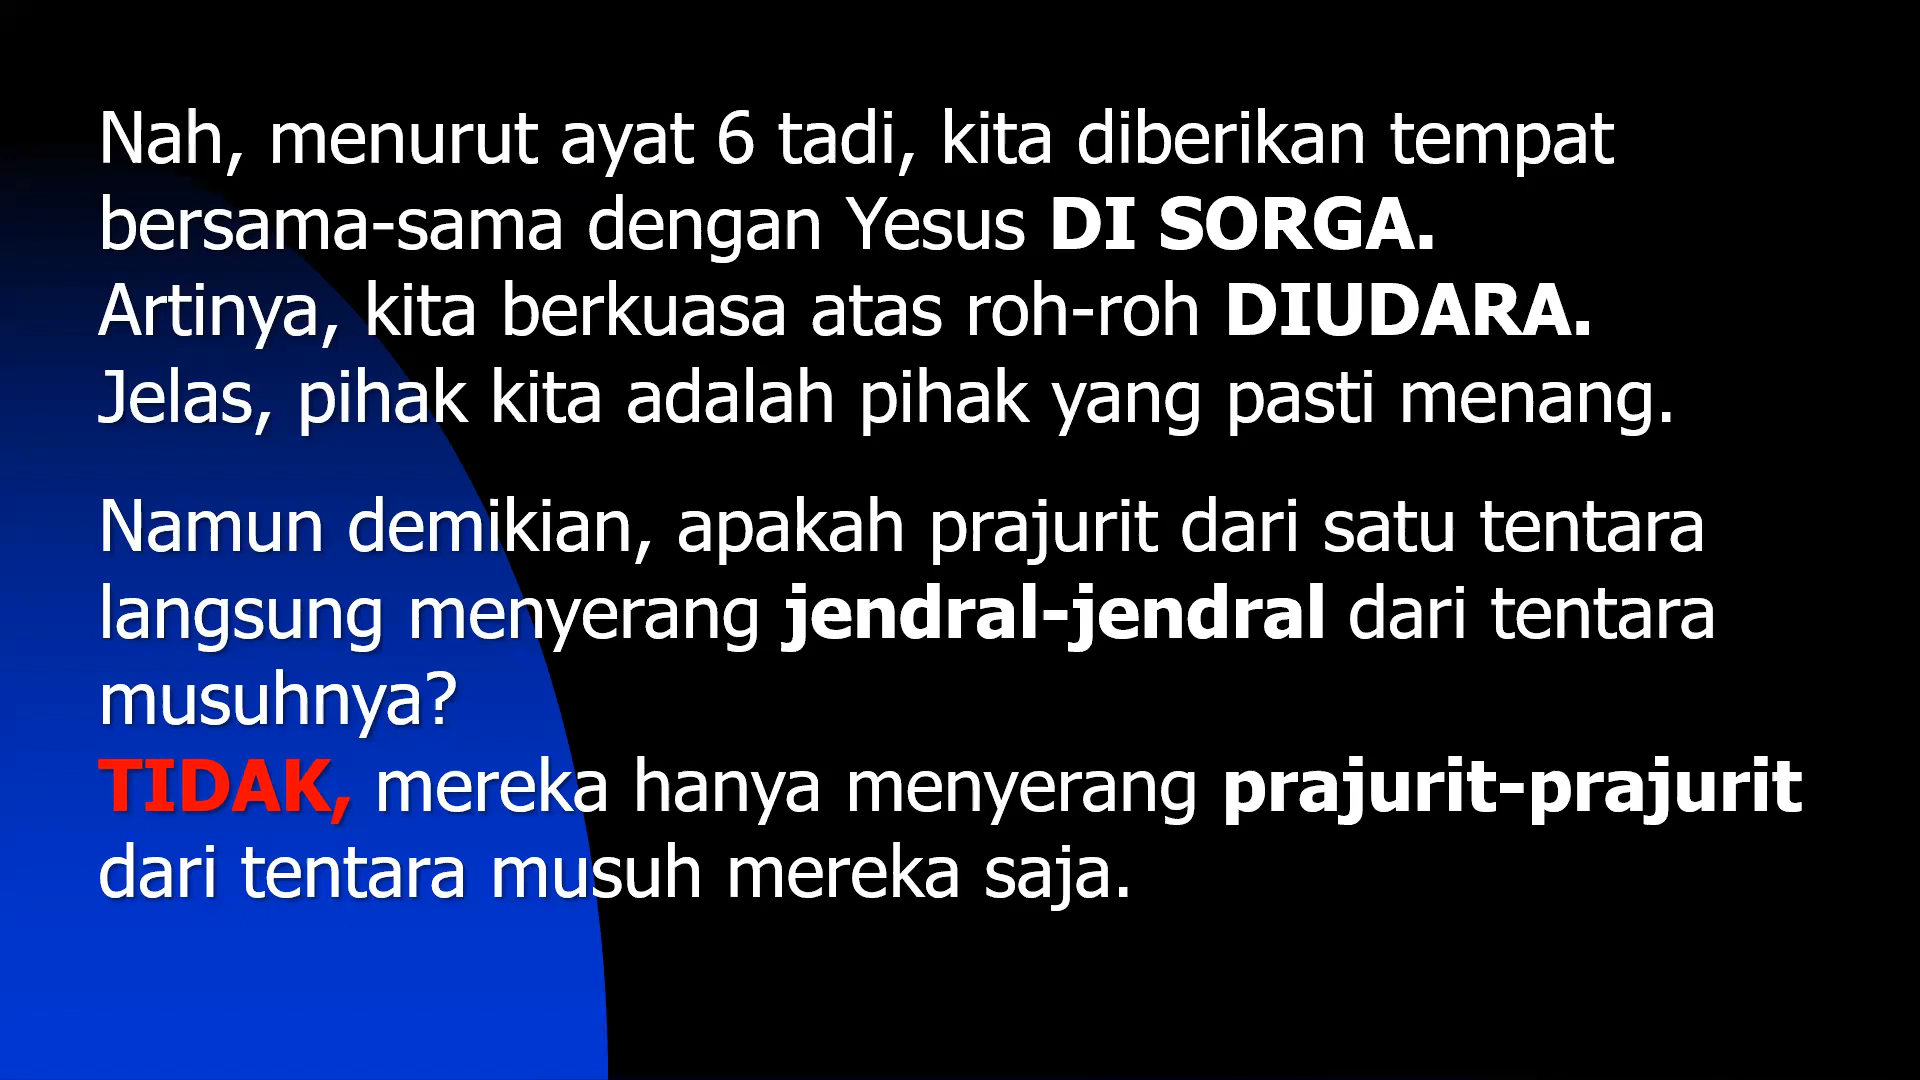 Nah, menurut ayat 6 tadi, kita diberikan tempat
bersama-sama dengan Yesus DI SORGA.
Artinya, kita berkuasa atas roh-roh DIUDARA.
Jelas, pihak kita adalah pihak yang pasti menang.
Namun demikian, apakah prajurit dari satu tentara
langsung menyerang jendral-jendral dari tentara
musuhnya?
TIDAK, mereka hanya menyerang prajurit-prajurit
dari tentara musuh mereka saja.